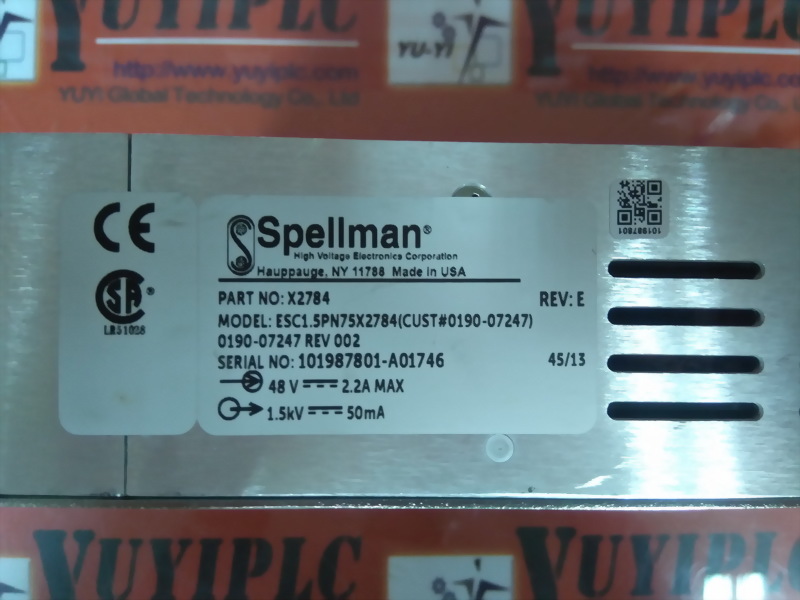 YUYIPLC
YUYIPLC
YU-YI
http://www.yuyiplc.com
http://www.yuyiplc.com
YUYI Global Technology Co., Ltd
YUYI Global Technology Co., Ltd
CE
SA®
LR51028
Spellman®
High Voltage Electronics Corporation
Hauppauge, NY 11788 Made in USA
PART NO: X2784 REV: E
MODEL: ESC1.5PN75X2784(CUST#0190-07247)
0190-07247 REV 002
SERIAL NO: 101987801-A01746 45/13
48 V 2.2A MAX
1.5kV 50mA
101987801
YUYIPLC
YUYIPLC